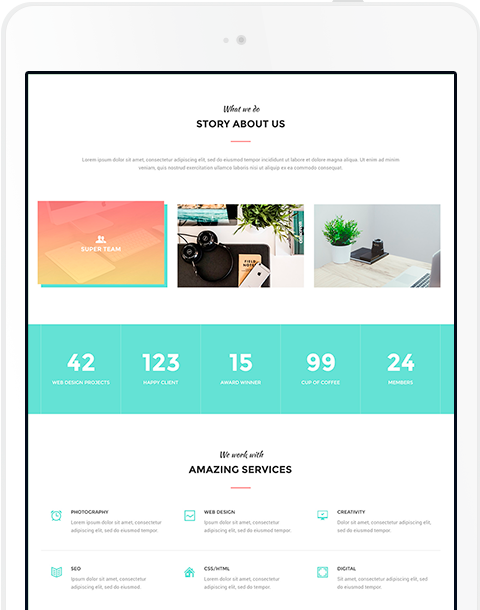 What we do
STORY ABOUT US
Lorem ipsum dolor sit amet, consectetur adipiscing elit, sed do eiusmod tempor incididunt ut labore et dolore magna aliqua. Ut enim ad minim
veniam, quis nostrud exercitation ullamco laboris nisi ut aliquip ex ea commodo consequat.
SUPER TEAM
FIELD NOTES
42
123
15
99
24
WEB DESIGN PROJECTS
HAPPY CLIENT
AWARD WINNER
CUP OF COFFEE
MEMBERS
We work with
AMAZING SERVICES
PHOTOGRAPHY
Lorem ipsum dolor sit amet, consectetur
adipiscing elit, sed do eiusmod tempor.
WEB DESIGN
Lorem ipsum dolor sit amet, consectetur
adipiscing elit, sed do eiusmod tempor.
CREATIVITY
Dolor sit amet, consectetur adipiscing elit,
sed do eiusmod tempor.
SEO
Ipsum dolor sit amet, consectetur
adipiscing elit, sed do eiusmod.
CSS/HTML
Lorem ipsum dolor sit amet,
adipiscing elit, sed do eiusmod tempor.
DIGITAL
Sit amet, consectetur adipiscing elit, sed do
eiusmod tempor.